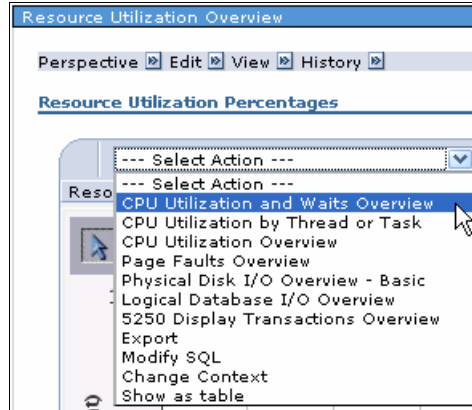 Resource Utilization Overview
Perspective Edit View History
Resource Utilization Percentages
--- Select Action ---
--- Select Action ---
Reso
CPU Utilization and Waits Overview
CPU Utilization by Thread or Task
CPU Utilization Overview
Page Faults Overview
Physical Disk I/O Overview - Basic
Logical Database I/O Overview
5250 Display Transactions Overview
Export
Modify SQL
Change Context
Show as table